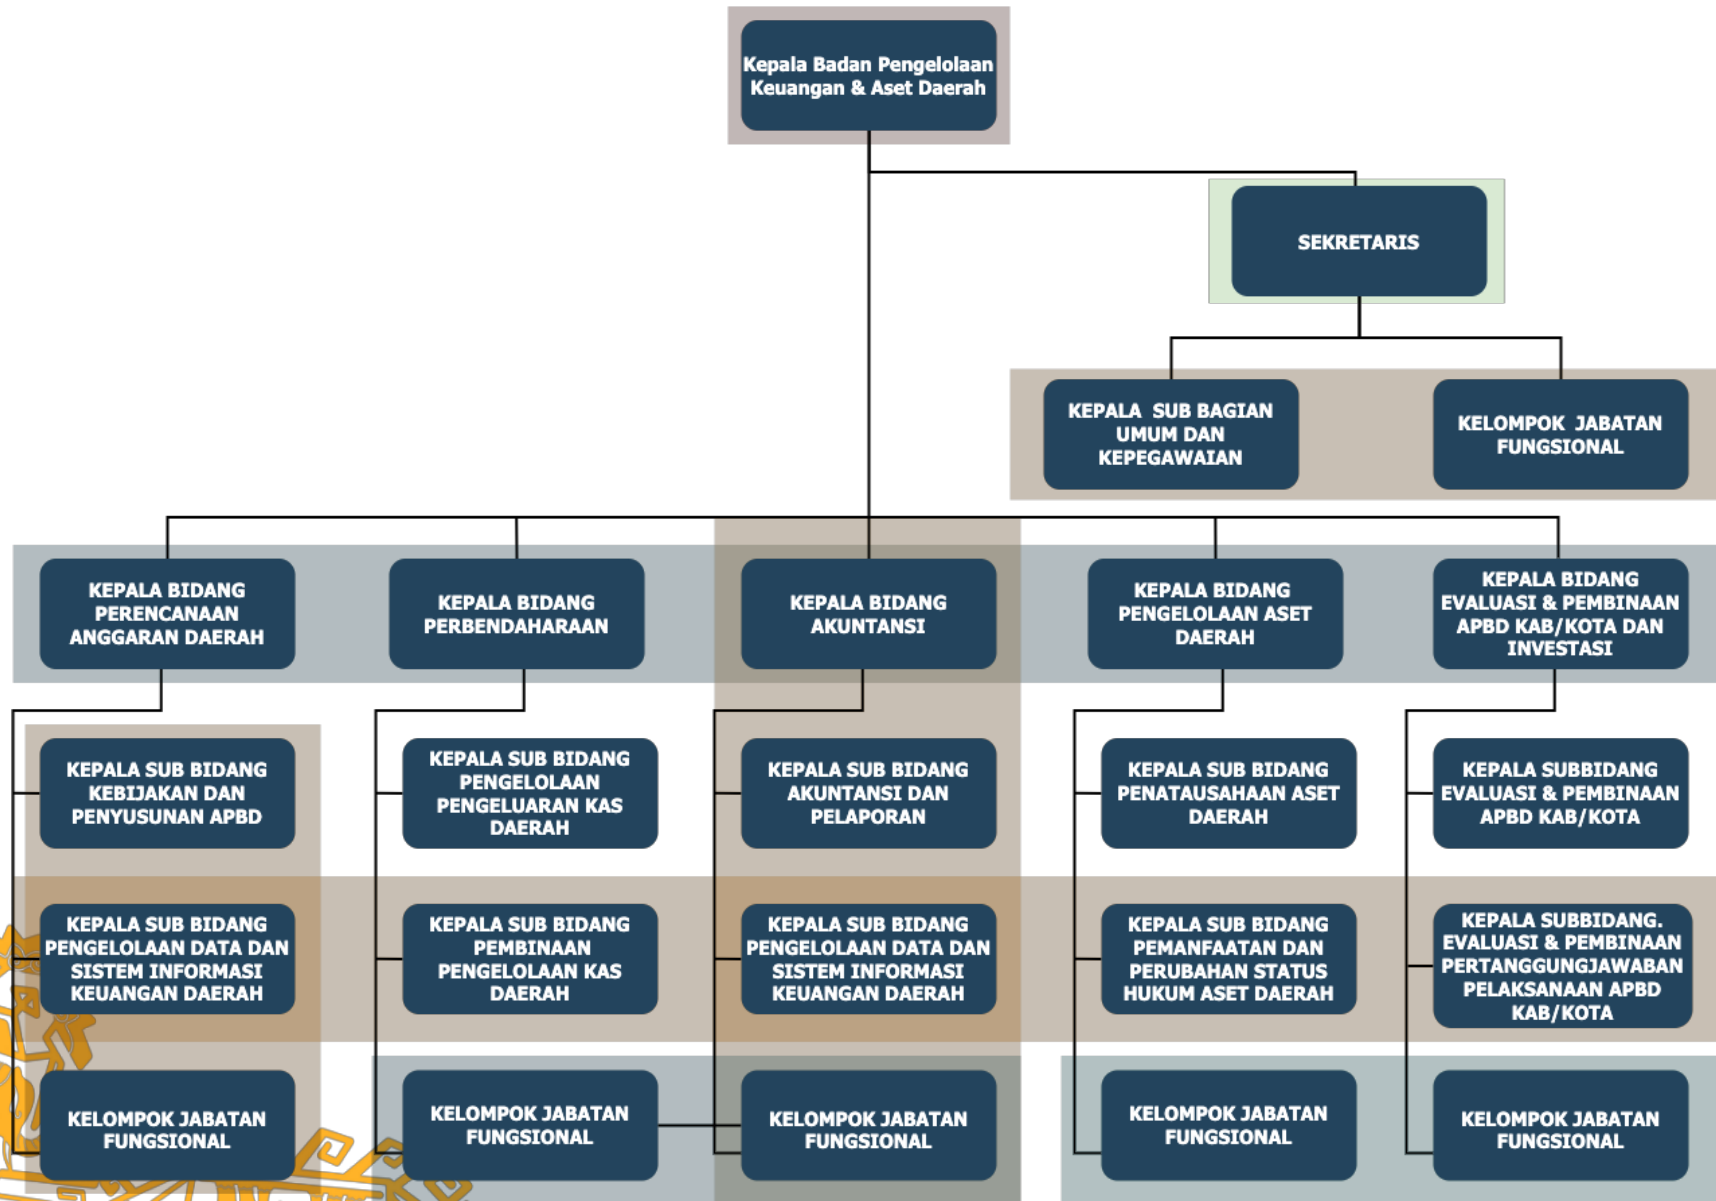 Kepala Badan Pengelolaan
Keuangan & Aset Daerah
SEKRETARIS
KEPALA SUB BAGIAN
UMUM DAN
KEPEGAWAIAN
KELOMPOK JABATAN
FUNGSIONAL
KEPALA BIDANG
PERENCANAAN
ANGGARAN DAERAH
KEPALA BIDANG
PERBENDAHARAAN
KEPALA BIDANG
AKUNTANSI
KEPALA BIDANG
PENGELOLAAN ASET
DAERAH
KEPALA BIDANG
EVALUASI & PEMBINAAN
APBD KAB/KOTA DAN
INVESTASI
KEPALA SUB BIDANG
KEBIJAKAN DAN
PENYUSUNAN APBD
KEPALA SUB BIDANG
PENGELOLAAN
PENGELUARAN KAS
DAERAH
KEPALA SUB BIDANG
AKUNTANSI DAN
PELAPORAN
KEPALA SUB BIDANG
PENATAUSAHAAN ASET
DAERAH
KEPALA SUBBIDANG
EVALUASI & PEMBINAAN
APBD KAB/KOTA
KEPALA SUB BIDANG
PENGELOLAAN DATA DAN
SISTEM INFORMASI
KEUANGAN DAERAH
KEPALA SUB BIDANG
PEMBINAAN
PENGELOLAAN KAS
DAERAH
KEPALA SUB BIDANG
PENGELOLAAN DATA DAN
SISTEM INFORMASI
KEUANGAN DAERAH
KEPALA SUB BIDANG
PEMANFAATAN DAN
PERUBAHAN STATUS
HUKUM ASET DAERAH
KEPALA SUBBIDANG.
EVALUASI & PEMBINAAN
PERTANGGUNGJAWABAN
PELAKSANAAN APBD
KAB/KOTA
KELOMPOK JABATAN
FUNGSIONAL
KELOMPOK JABATAN
FUNGSIONAL
KELOMPOK JABATAN
FUNGSIONAL
KELOMPOK JABATAN
FUNGSIONAL
KELOMPOK JABATAN
FUNGSIONAL